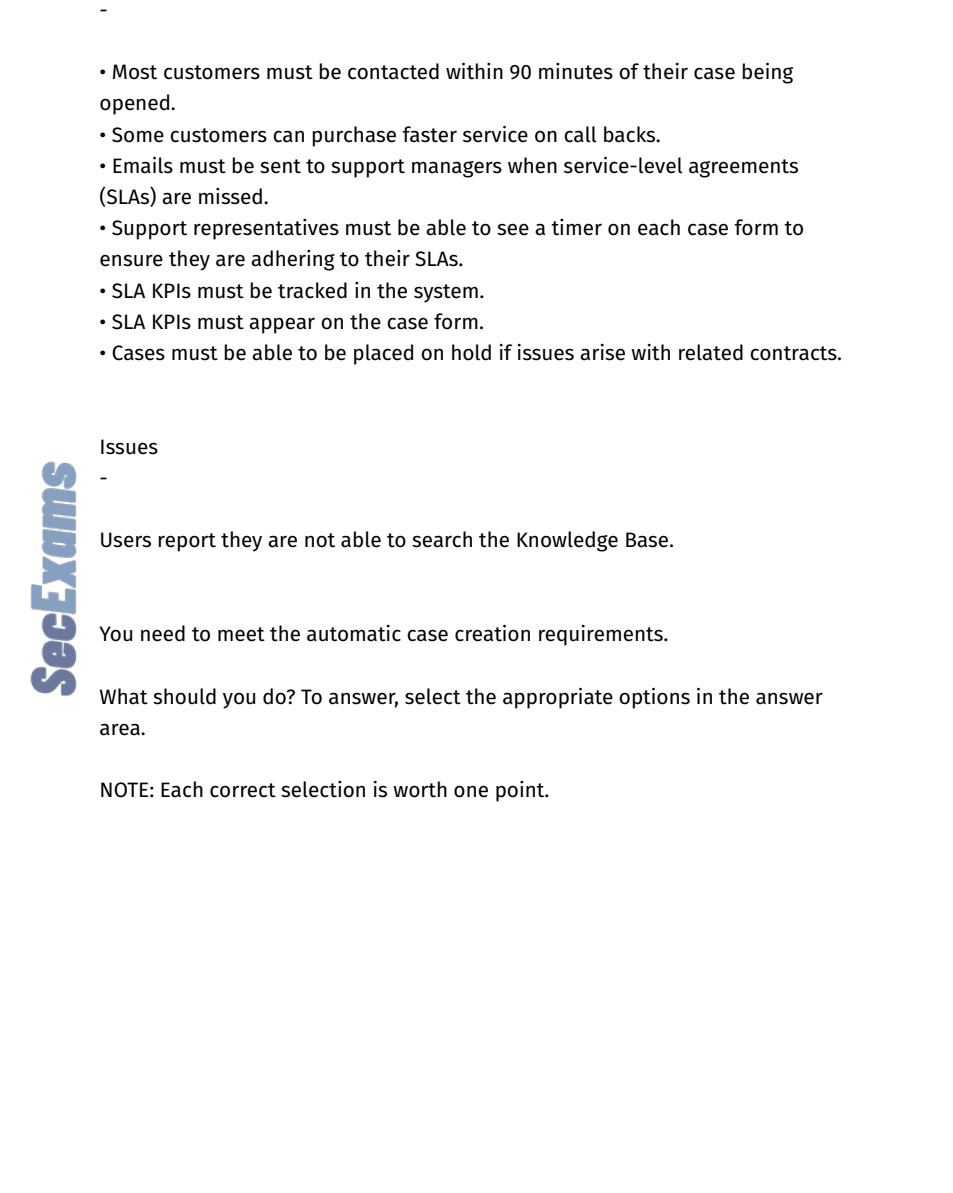 -
• Most customers must be contacted within 90 minutes of their case being
opened.
• Some customers can purchase faster service on call backs.
• Emails must be sent to support managers when service-level agreements
(SLAs) are missed.
• Support representatives must be able to see a timer on each case form to
ensure they are adhering to their SLAs.
• SLA KPIs must be tracked in the system.
• SLA KPIs must appear on the case form.
• Cases must be able to be placed on hold if issues arise with related contracts.
Issues
-
Users report they are not able to search the Knowledge Base.
You need to meet the automatic case creation requirements.
What should you do? To answer, select the appropriate options in the answer
area.
NOTE: Each correct selection is worth one point.
SecExams